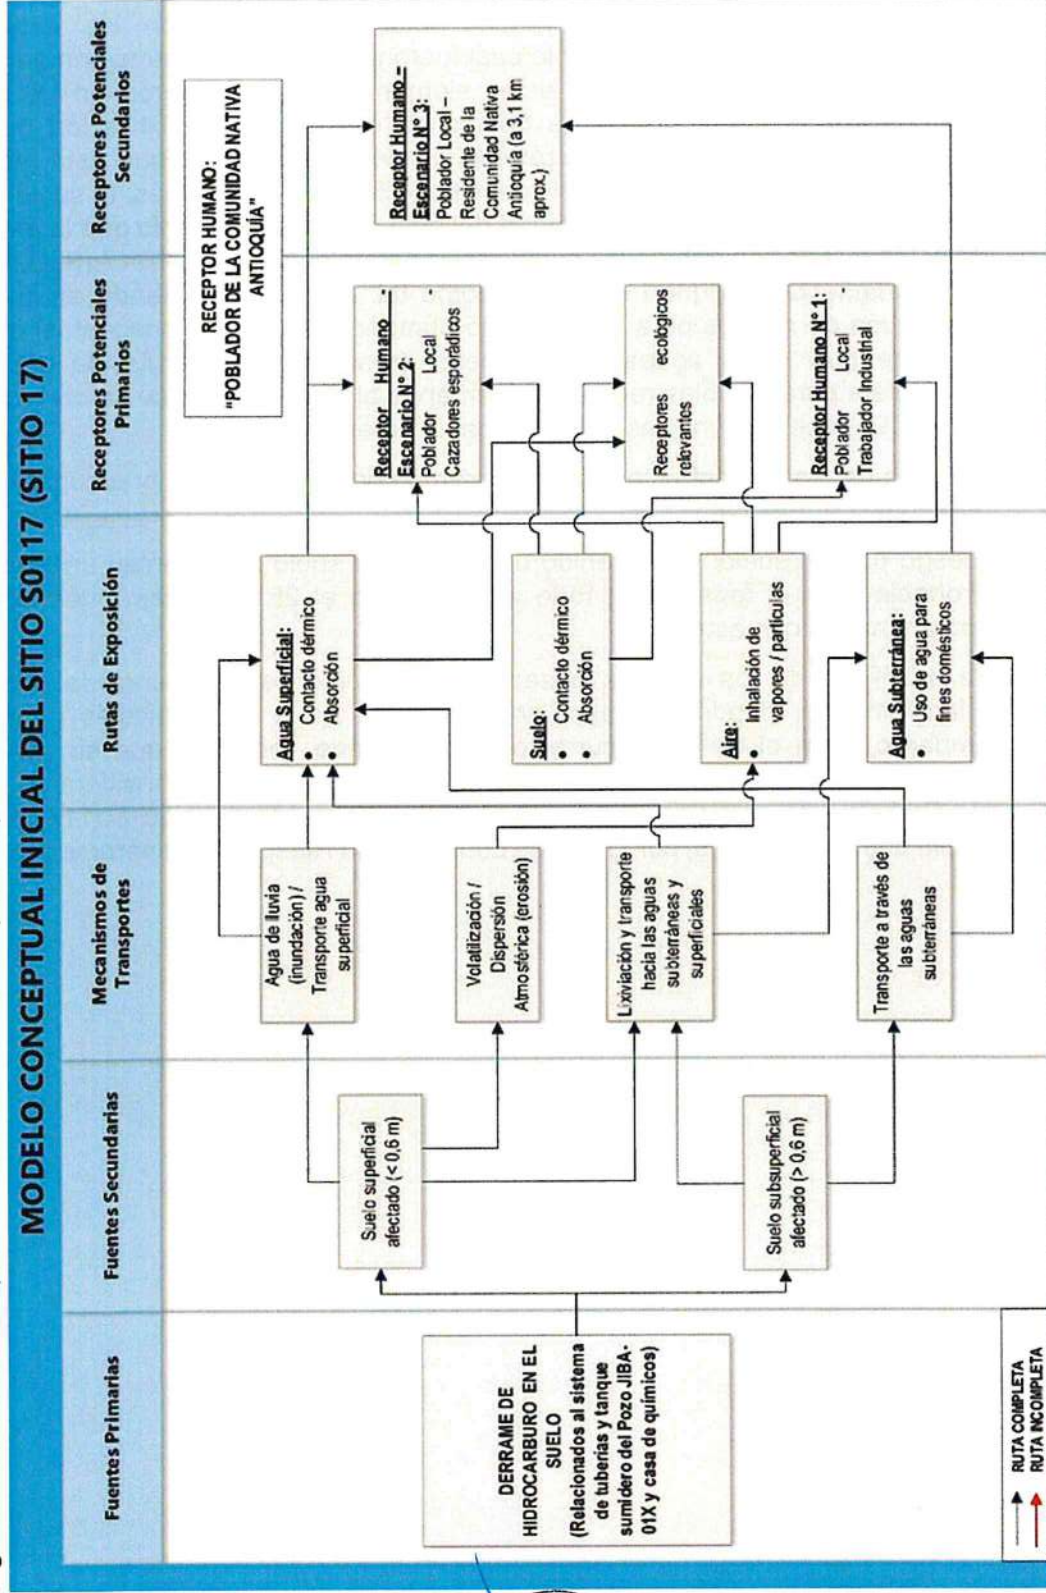 MODELO CONCEPTUAL INICIAL DEL SITIO S0117 (SITIO 17)
Fuentes Primarias
Fuentes Secundarias
Mecanismos de
Transportes
Rutas de Exposición
Receptores Potenciales
Primarios
Receptores Potenciales
Secundarios
DERRAME DE
HIDROCARBURO EN EL
SUELO
(Relacionados al sistema
de tuberías y tanque
sumidero del Pozo JIBA-
01X y casa de químicos)
Suelo superficial
afectado (< 0,6 m)
Suelo subsuperficial
afectado (> 0,6 m)
Agua de lluvia
(inundación) /
Transporte agua
superficial
Volatilización /
Dispersión
Atmosférica (erosión)
Lixiviación y transporte
hacia las aguas
subterráneas y
superficiales
Transporte a través de
las aguas
subterráneas
Agua Superficial:
• Contacto dérmico
• Absorción
Suelo:
• Contacto dérmico
• Absorción
Aire:
• Inhalación de
vapores / partículas
Agua Subterránea:
• Uso de agua para
fines domésticos
Receptor Humano -
Escenario N° 2:
Poblador Local -
Cazadores esporádicos
Receptores ecológicos
relevantes
Receptor Humano N° 1:
Poblador Local -
Trabajador Industrial
RECEPTOR HUMANO:
"POBLADOR DE LA COMUNIDAD NATIVA
ANTIOQUÍA"
Receptor Humano –
Escenario N° 3:
Poblador Local –
Residente de la
Comunidad Nativa
Antioquía (a 3,1 km
aprox.)
RUTA COMPLETA
RUTA INCOMPLETA